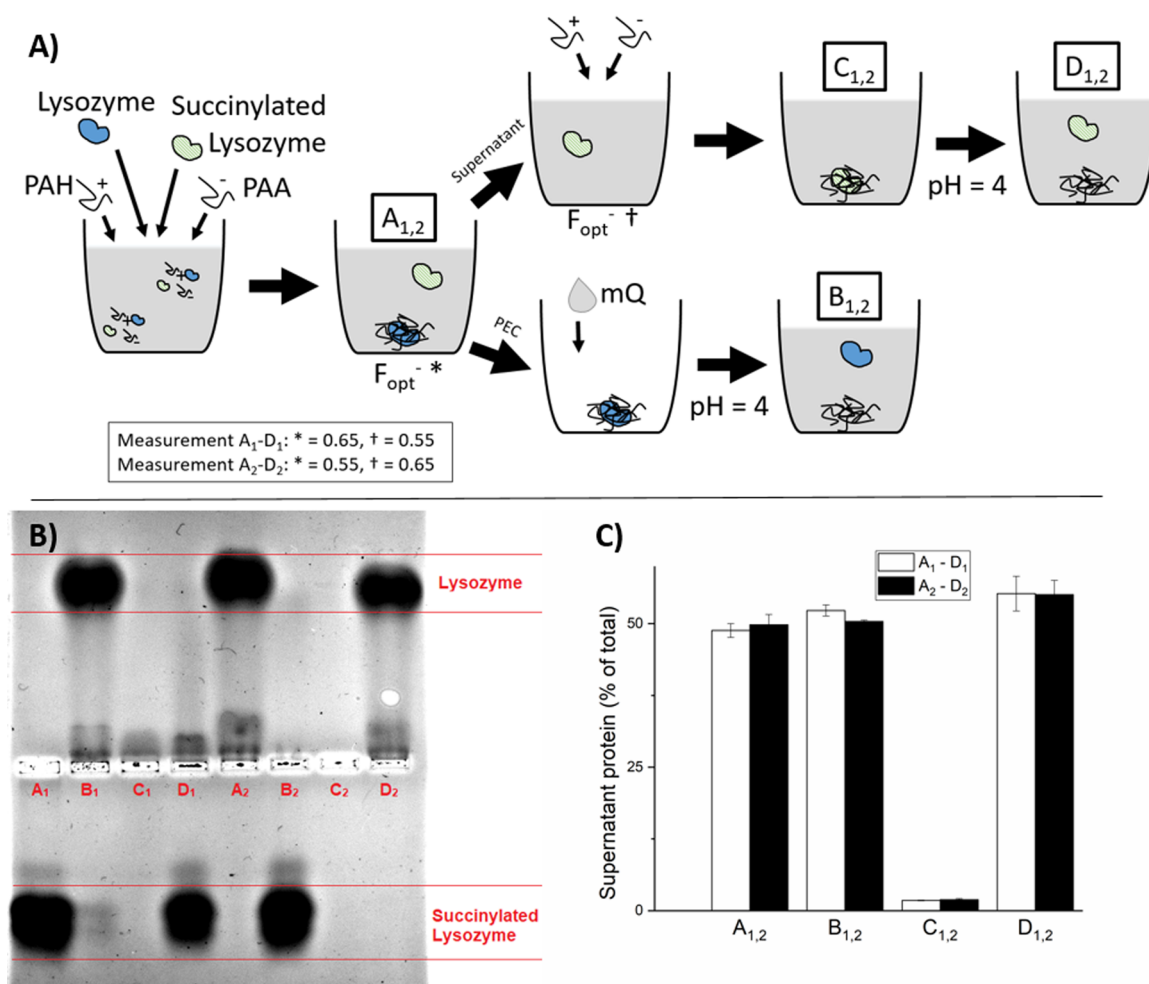 A)
Lysozyme
Succinylated
Lysozyme
PAH
+
-
PAA
A1,2
Fopt- *
Supernatant
PEC
+
-
Fopt- †
mQ
C1,2
pH = 4
D1,2
pH = 4
B1,2
Measurement A1-D1: * = 0.65, † = 0.55
Measurement A2-D2: * = 0.55, † = 0.65
B)
Lysozyme
A1 B1 C1 D1 A2 B2 C2 D2
Succinylated
Lysozyme
C)
A1 - D1
A2 - D2
Supernatant protein (% of total)
50
25
0
A1,2 B1,2 C1,2 D1,2